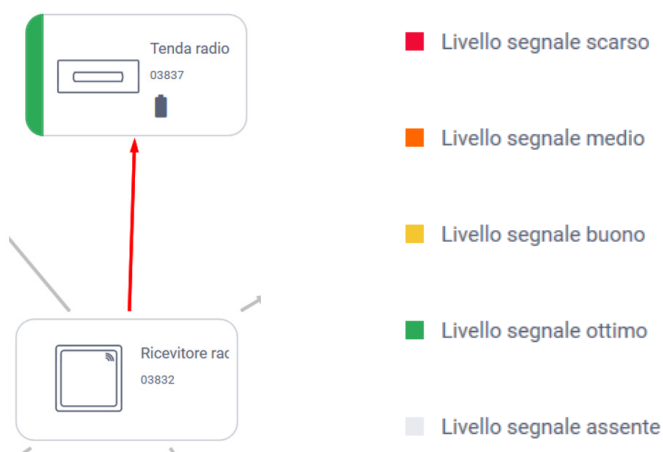 Tenda radio
03837
Ricevitore rad
03832
Livello segnale scarso
Livello segnale medio
Livello segnale buono
Livello segnale ottimo
Livello segnale assente